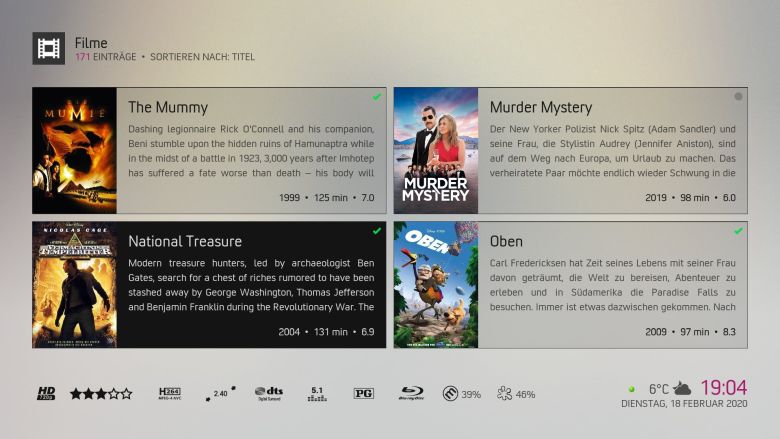 Filme
171 EINTRÄGE • SORTIEREN NACH: TITEL
MUMIE
The Mummy
Dashing legionnaire Rick O'Connell and his companion,
Beni stumble upon the hidden ruins of Hamunaptra while
in the midst of a battle in 1923, 3,000 years after Imhotep
has suffered a fate worse than death – his body will
1999 • 125 min • 7.0
MURDER
MYSTERY
Murder Mystery
Der New Yorker Polizist Nick Spitz (Adam Sandler) und
seine Frau, die Stylistin Audrey (Jennifer Aniston), sind
auf dem Weg nach Europa, um Urlaub zu machen. Das
verheiratete Paar möchte endlich wieder Schwung in die
2019 • 98 min • 6.0
NICOLAS CAGE
VERMÄCHTNIS
TEMPELRITTER
National Treasure
Modern treasure hunters, led by archaeologist Ben
Gates, search for a chest of riches rumored to have been
stashed away by George Washington, Thomas Jefferson
and Benjamin Franklin during the Revolutionary War. The
2004 • 131 min • 6.9
OBEN
Oben
Carl Fredericksen hat Zeit seines Lebens mit seiner Frau
davon geträumt, die Welt zu bereisen, Abenteuer zu
erleben und in Südamerika die Paradise Falls zu
besuchen. Immer ist etwas dazwischen gekommen. Nach
2009 • 97 min • 8.3
HD
720p
H264
MPEG-4 AVC
2.40
dts
Digital Surround
5.1
PG
Blu-ray Disc
m 39%
46%
6°C
19:04
DIENSTAG, 18 FEBRUAR 2020